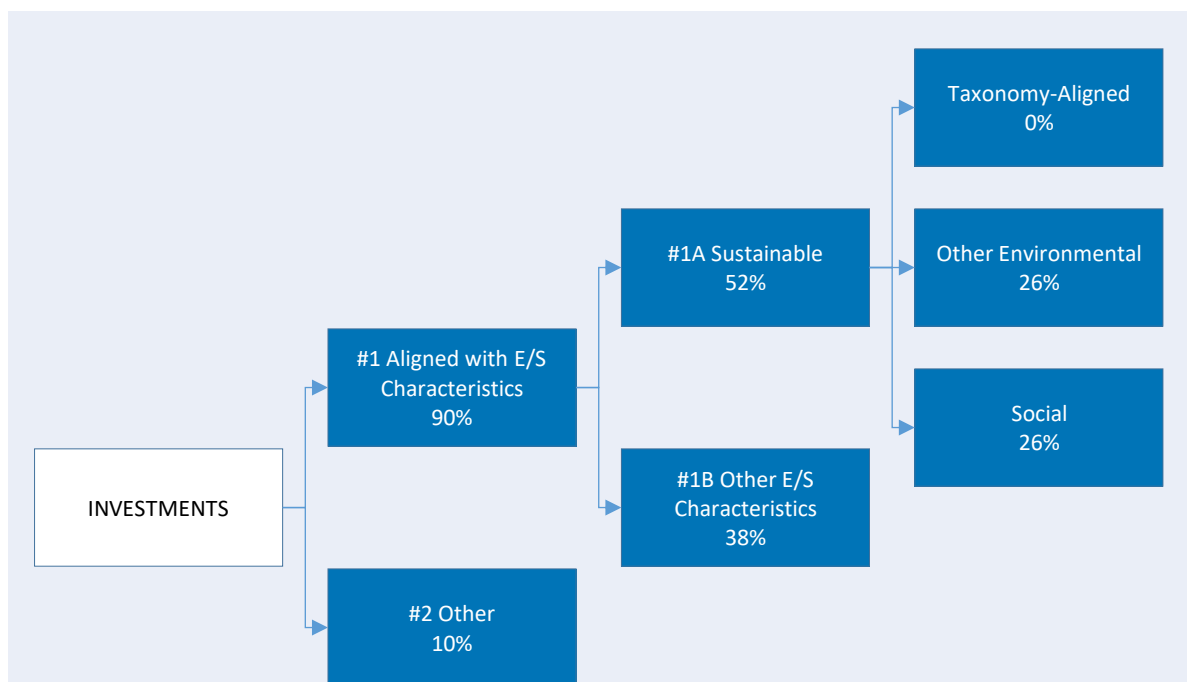 INVESTMENTS
#1 Aligned with E/S
Characteristics
90%
#2 Other
10%
#1A Sustainable
52%
#1B Other E/S
Characteristics
38%
Taxonomy-Aligned
0%
Other Environmental
26%
Social
26%